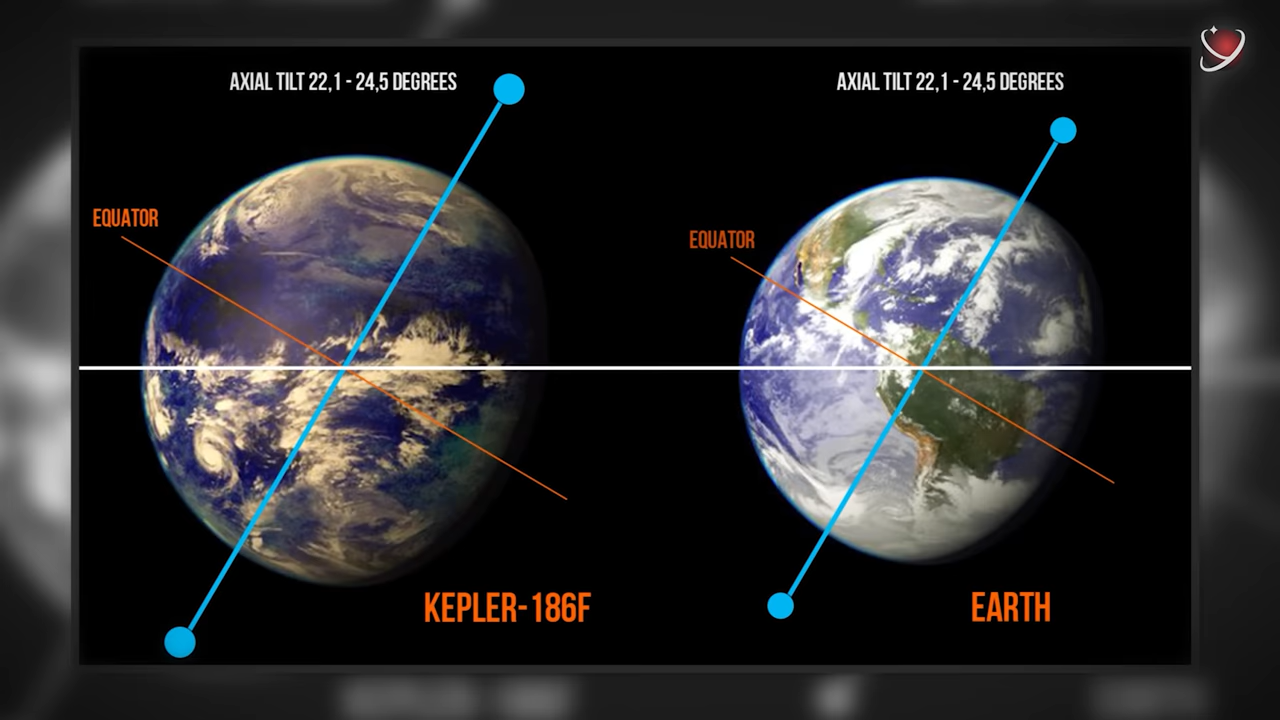 AXIAL TILT 22,1 - 24,5 DEGREES
AXIAL TILT 22,1 - 24,5 DEGREES
EQUATOR
EQUATOR
KEPLER-186F
EARTH